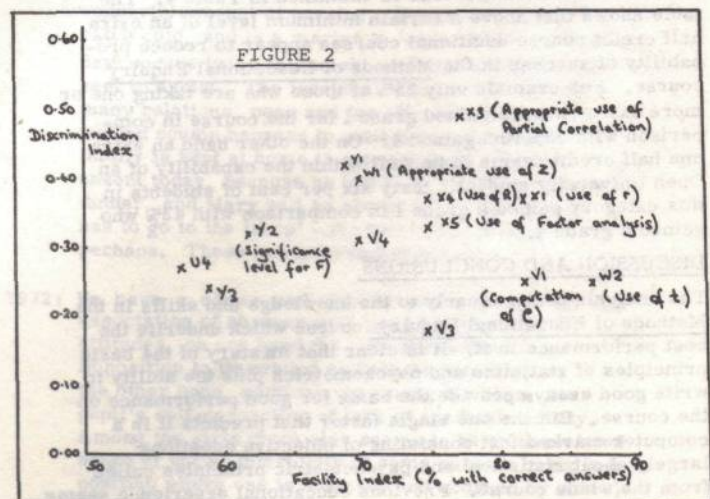 0.60
FIGURE 2
0.50
×X3 (Appropriate use of
Partial Correlation)
Discrimination
Index
×Y1
0.40
×W1 (Appropriate use of Z)
×X4 (Use of R) ×X1 (Use of r)
×Y2
×X5 (Use of Factor Analysis)
(Significance
level for F)
×V4
0.30
×U4
×V1
×W2
×Y3
(Computation
of ρ)
(Use of t)
0.20
×V3
0.10
0.00
50
60
70
80
90
Facility Index (% with correct answers)